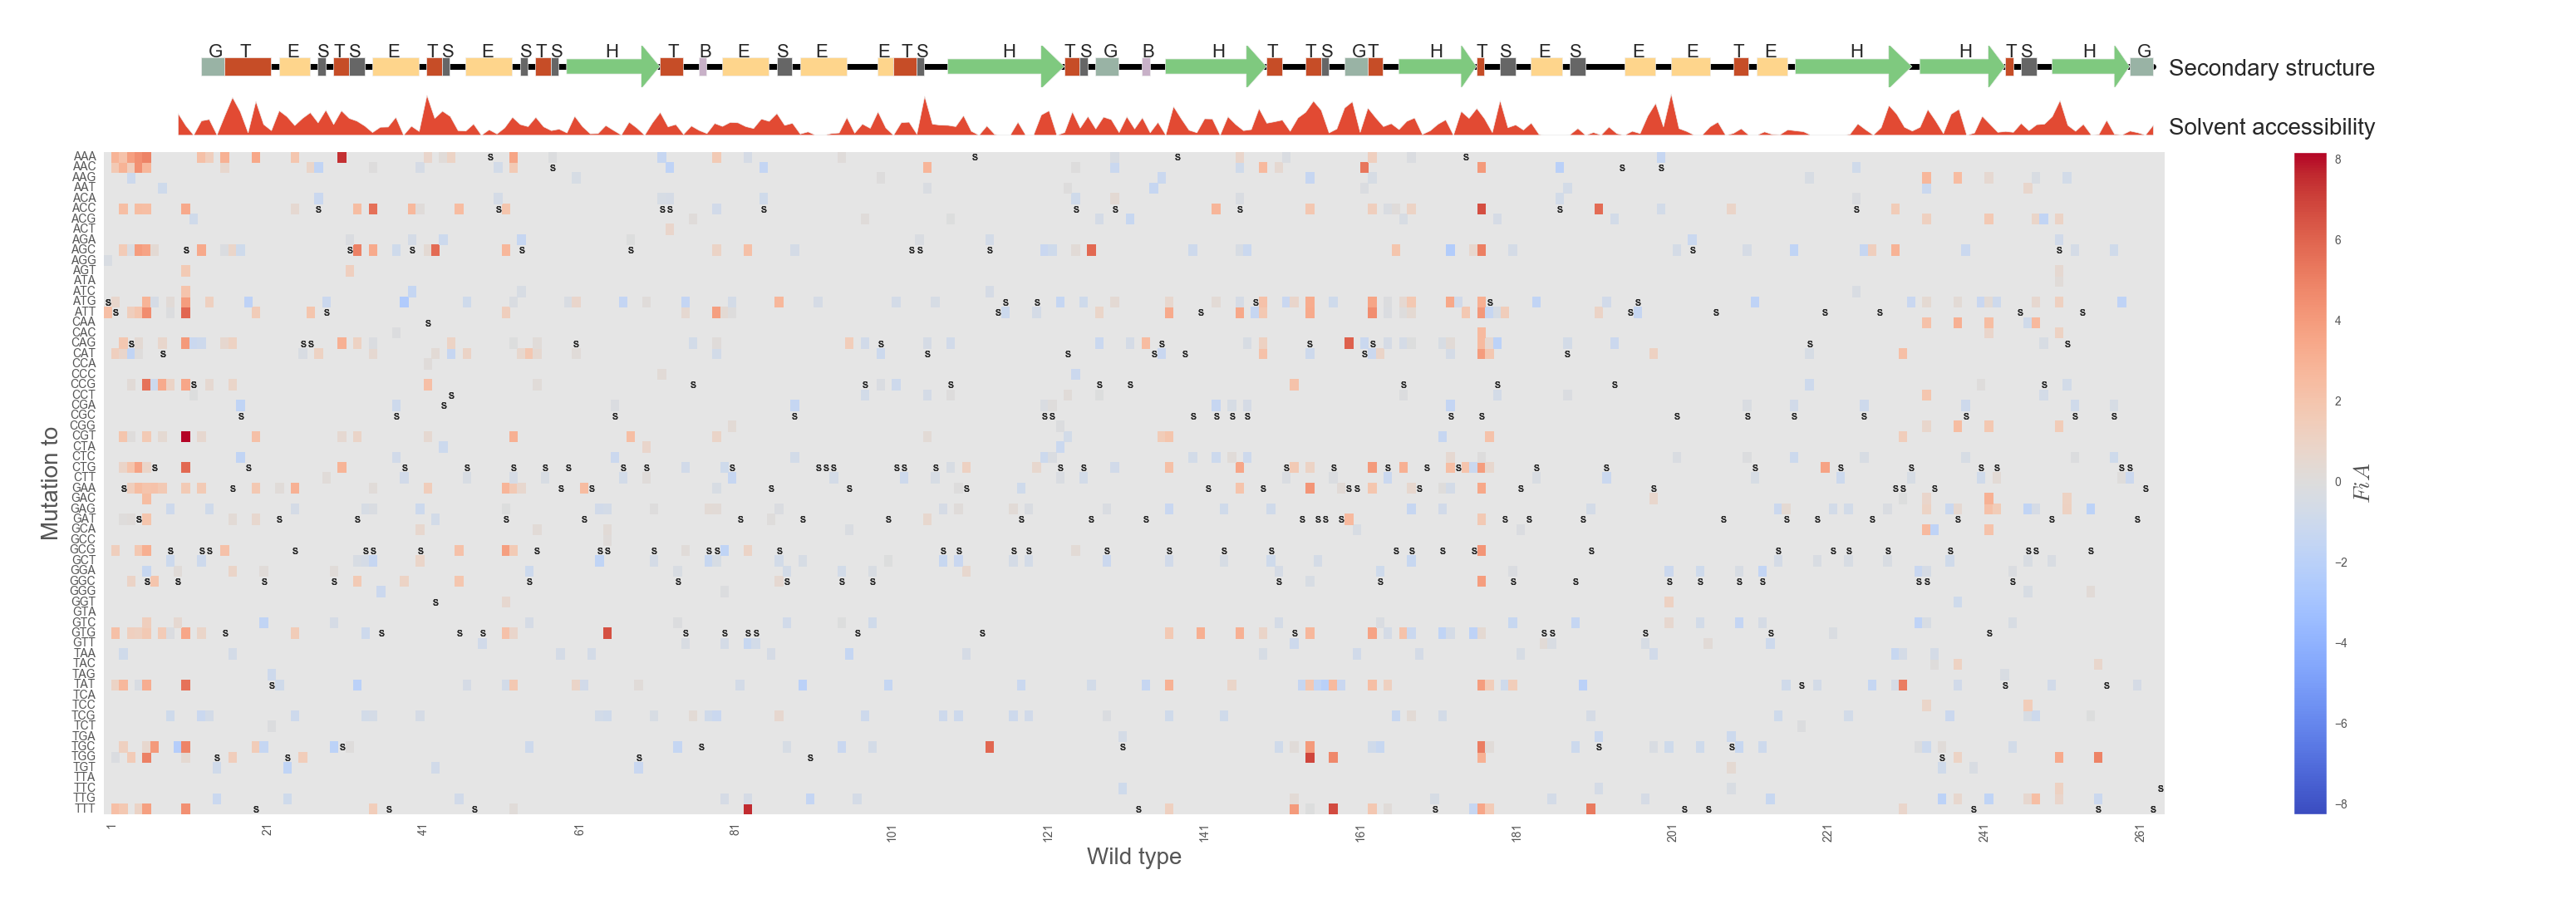 G T E S T S E T S E S T S H T B E S E E T S H T S G B H T T S G T H T S E S E E T E H H T S H G
Secondary structure
Solvent accessibility
Mutation to
AAA
AAC
AAG
AAT
ACA
ACC
ACG
ACT
AGA
AGC
AGG
AGT
ATA
ATC
ATG
ATT
CAA
CAC
CAG
CAT
CCA
CCC
CCG
CCT
CGA
CGC
CGG
CGT
CTA
CTC
CTG
CTT
GAA
GAC
GAG
GAT
GCA
GCC
GCG
GCT
GGA
GGC
GGG
GGT
GTA
GTC
GTG
GTT
TAA
TAC
TAG
TAT
TCA
TCC
TCG
TCT
TGA
TGC
TGG
TGT
TTA
TTC
TTG
TTT
1 21 41 61 81 101 121 141 161 181 201 221 241 261
Wild type
8
6
4
2
0
−2
−4
−6
−8
FiA